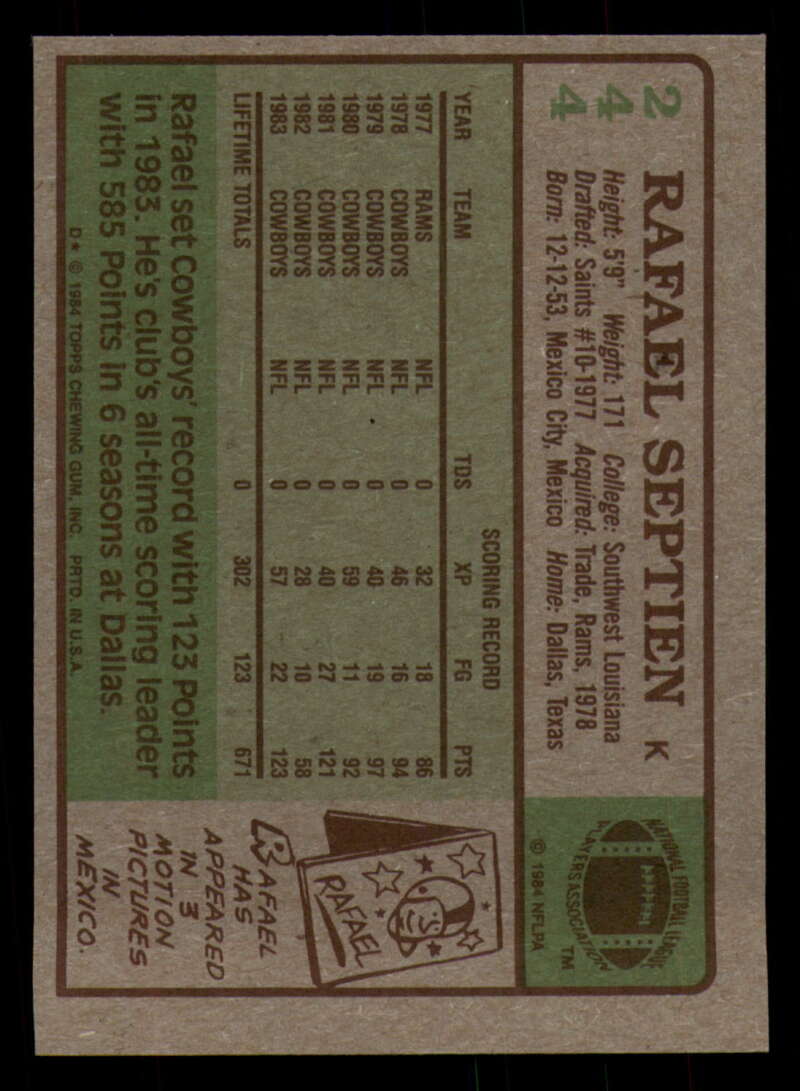 244
RAFAEL SEPTIEN K
Height: 5'9" Weight: 171 College: Southwest Louisiana
Drafted: Saints #10-1977 Acquired: Trade, Rams, 1978
Born: 12-12-53, Mexico City, Mexico Home: Dallas, Texas
NATIONAL FOOTBALL LEAGUE
PLAYERS ASSOCIATION
TM
© 1984 NFLPA
SCORING RECORD
YEAR TEAM TDS XP FG PTS
1977 RAMS NFL 0 32 18 86
1978 COWBOYS NFL 0 46 16 94
1979 COWBOYS NFL 0 40 19 97
1980 COWBOYS NFL 0 59 11 92
1981 COWBOYS NFL 0 40 27 121
1982 COWBOYS NFL 0 28 10 58
1983 COWBOYS NFL 0 57 22 123
LIFETIME TOTALS 0 302 123 671
Rafael set Cowboys' record with 123 Points
in 1983. He's club's all-time scoring leader
with 585 Points in 6 seasons at Dallas.
D* © 1984 TOPPS CHEWING GUM, INC. PRTD. IN U.S.A.
RAFAEL
RAFAEL
HAS
APPEARED
IN 3
MOTION
PICTURES
IN
MEXICO.